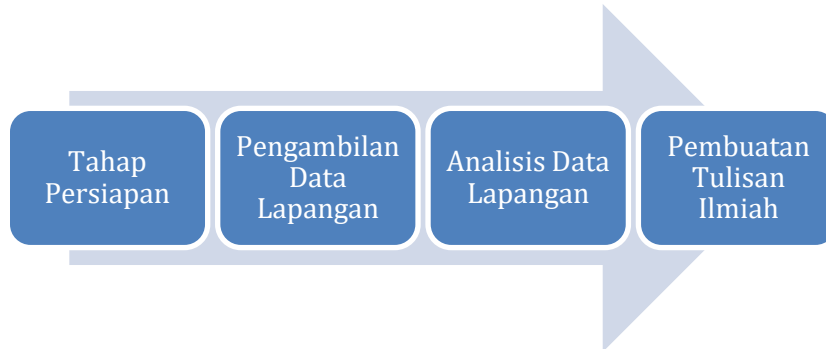 Tahap
Persiapan
Pengambilan
Data
Lapangan
Analisis Data
Lapangan
Pembuatan
Tulisan
Ilmiah